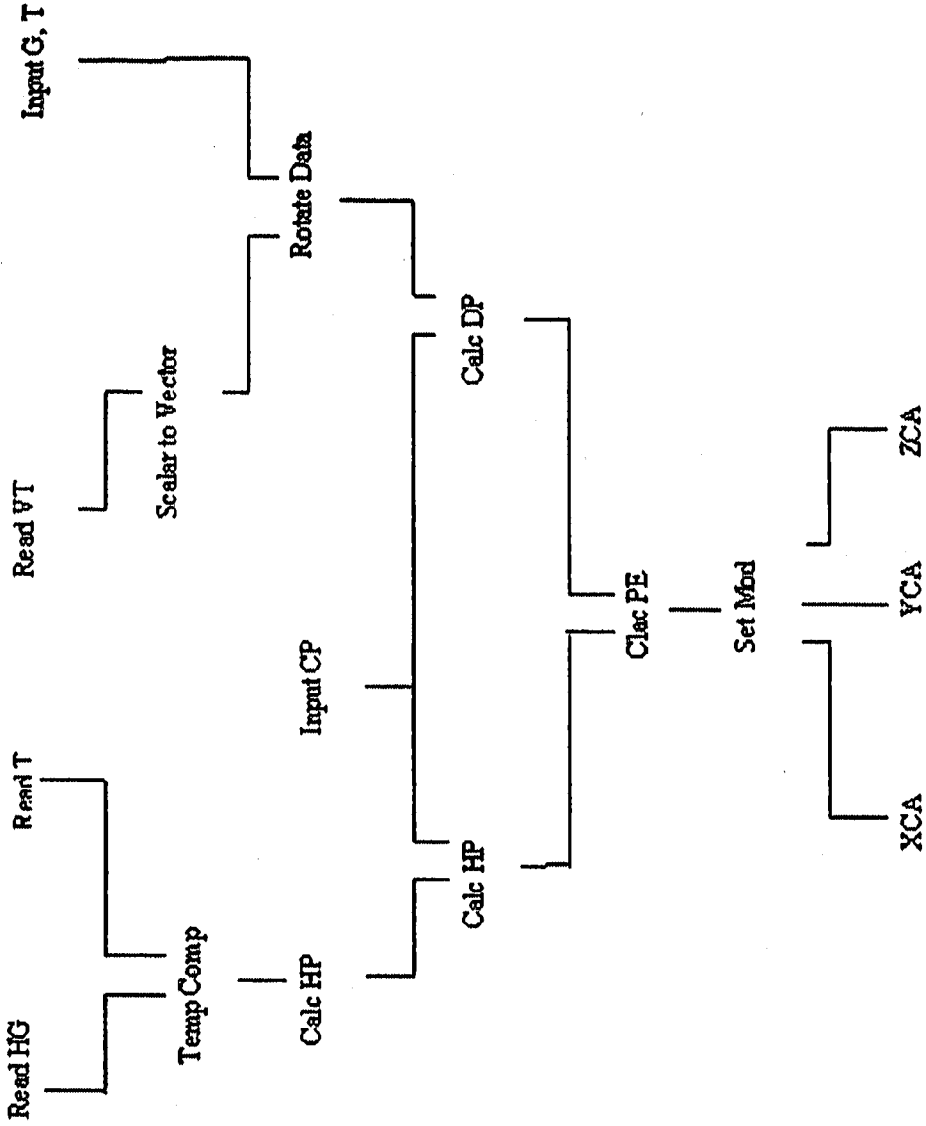 Read HG
Read T
Read VT
Input G, T
Temp Comp
Scalar to Vector
Calc HP
Input CP
Rotate Data
Calc HP
Calc DP
Clac PE
Set Mod
XCA
YCA
ZCA